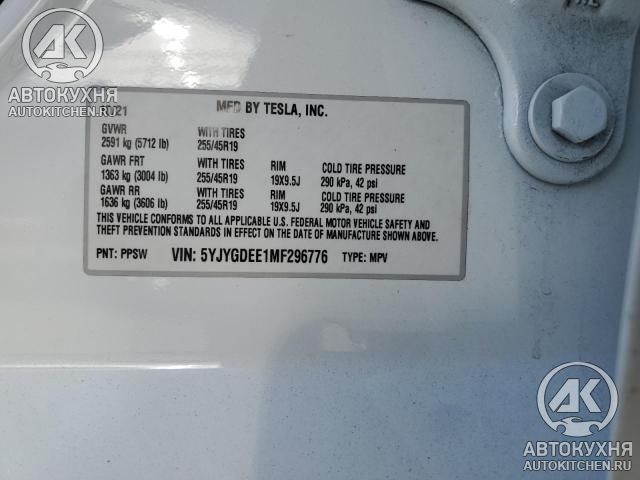 АВТОКУХНЯ
AUTOKITCHEN.RU
MFD BY TESLA, INC.
GVWR WITH TIRES
2591 kg (5712 lb) 255/45R19
GAWR FRT WITH TIRES RIM COLD TIRE PRESSURE
1363 kg (3004 lb) 255/45R19 19X9.5J 290 kPa, 42 psi
GAWR RR WITH TIRES RIM COLD TIRE PRESSURE
1636 kg (3606 lb) 255/45R19 19X9.5J 290 kPa, 42 psi
THIS VEHICLE CONFORMS TO ALL APPLICABLE U.S. FEDERAL MOTOR VEHICLE SAFETY AND
THEFT PREVENTION STANDARDS IN EFFECT ON THE DATE OF MANUFACTURE SHOWN ABOVE.
PNT: PPSW VIN: 5YJYGDEE1MF296776 TYPE: MPV
АК
АВТОКУХНЯ
AUTOKITCHEN.RU